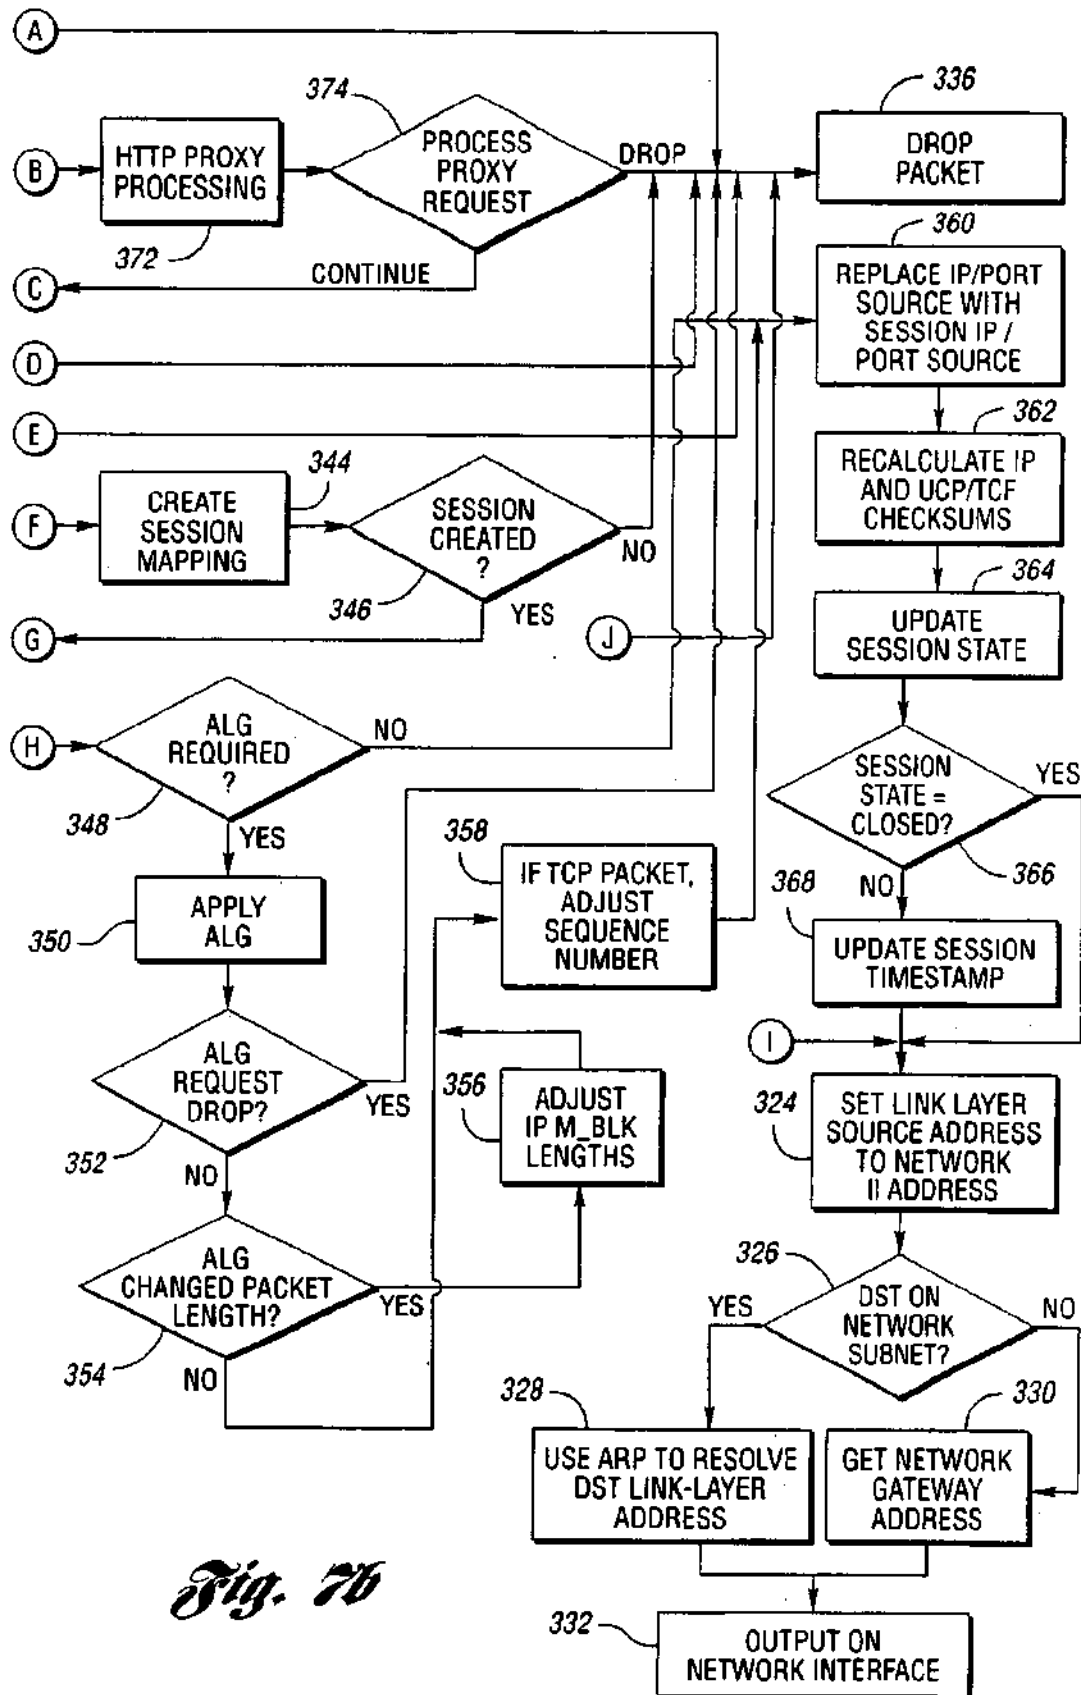 A
374
336
B
HTTP PROXY
PROCESSING
PROCESS
PROXY
REQUEST
DROP
DROP
PACKET
372
360
C
CONTINUE
REPLACE IP/PORT
SOURCE WITH
SESSION IP /
PORT SOURCE
D
E
362
344
RECALCULATE IP
AND UCP/TCF
CHECKSUMS
F
CREATE
SESSION
MAPPING
SESSION
CREATED
?
NO
346
YES
364
G
J
UPDATE
SESSION STATE
H
ALG
REQUIRED
?
NO
348
YES
SESSION
STATE =
CLOSED?
YES
366
NO
358
IF TCP PACKET,
ADJUST
SEQUENCE
NUMBER
368
350
APPLY
ALG
UPDATE SESSION
TIMESTAMP
I
ALG
REQUEST
DROP?
YES
352
NO
356
ADJUST
IP M_BLK
LENGTHS
324
SET LINK LAYER
SOURCE ADDRESS
TO NETWORK
II ADDRESS
ALG
CHANGED PACKET
LENGTH?
YES
354
NO
326
YES
DST ON
NETWORK
SUBNET?
NO
328
330
USE ARP TO RESOLVE
DST LINK-LAYER
ADDRESS
GET NETWORK
GATEWAY
ADDRESS
Fig. 7b
332
OUTPUT ON
NETWORK INTERFACE